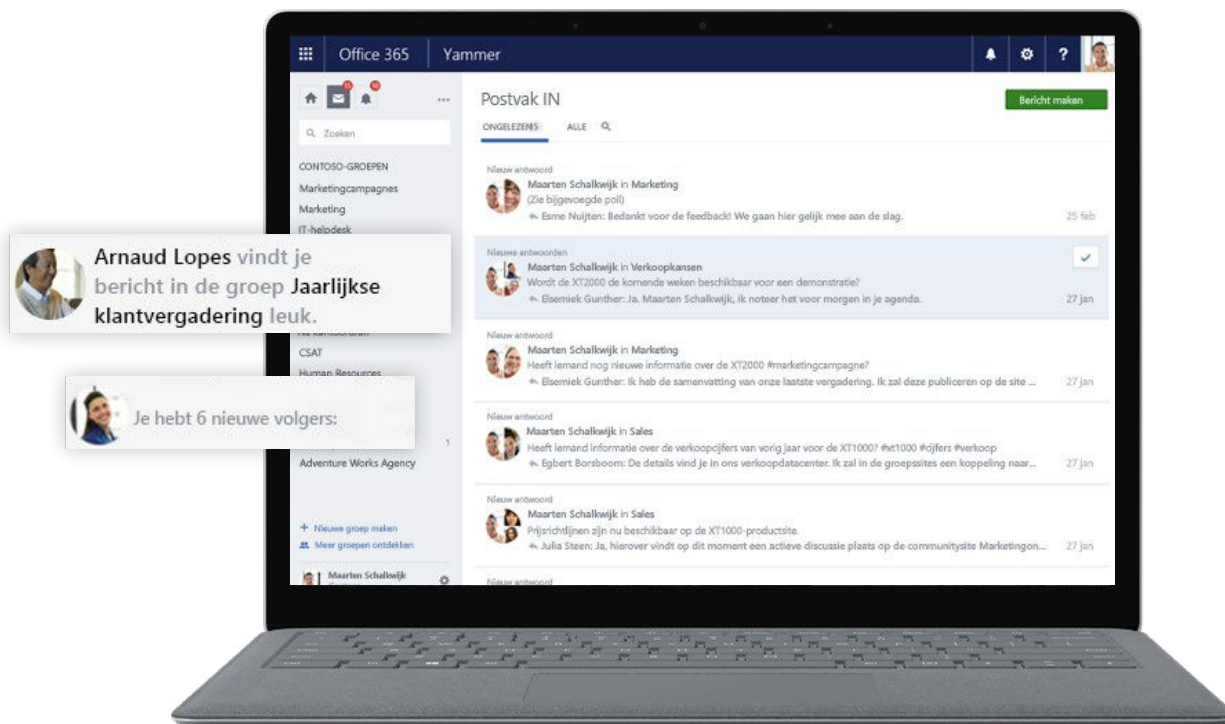 Office 365
Yammer
Postvak IN
Bericht maken
Zoeken
ONGELEZENIS
ALLE
CONTOSO-GROEPEN
Marketingcampagnes
Marketing
IT-helpdesk
Arnaud Lopes vindt je
bericht in de groep Jaarlijkse
klantvergadering leuk.
CSAT
Human Resources
Je hebt 6 nieuwe volgers:
1
Adventure Works Agency
+ Nieuwe groep maken
Meer groepen ontdekken
Maarten Schalkwijk
Nieuw antwoord
Maarten Schalkwijk in Marketing
(Zie bijgevoegde poll)
Esme Nuijten: Bedankt voor de feedback! We gaan hier gelijk mee aan de slag.
25 feb
Nieuwe antwoorden
Maarten Schalkwijk in Verkoopkansen
Wordt de XT2000 de komende weken beschikbaar voor een demonstratie?
Elsemiek Gunther: Ja. Maarten Schalkwijk, ik noteer het voor morgen in je agenda.
27 jan
Nieuw antwoord
Maarten Schalkwijk in Marketing
Heeft iemand nog nieuwe informatie over de XT2000 #marketingcampagne?
Elsemiek Gunther: Ik heb de samenvatting van onze laatste vergadering. Ik zal deze publiceren op de site ...
27 jan
Nieuw antwoord
Maarten Schalkwijk in Sales
Heeft iemand informatie over de verkoopcijfers van vorig jaar voor de XT1000? #xt1000 #cijfers #verkoop
Egbert Borsboom: De details vind je in ons verkoopdatacenter. Ik zal in de groepssites een koppeling naar...
27 jan
Nieuw antwoord
Maarten Schalkwijk in Sales
Prijsrichtlijnen zijn nu beschikbaar op de XT1000-productsite.
Julia Steen: Ja, hierover vindt op dit moment een actieve discussie plaats op de communitysite Marketingon...
27 jan
Nieuw antwoord